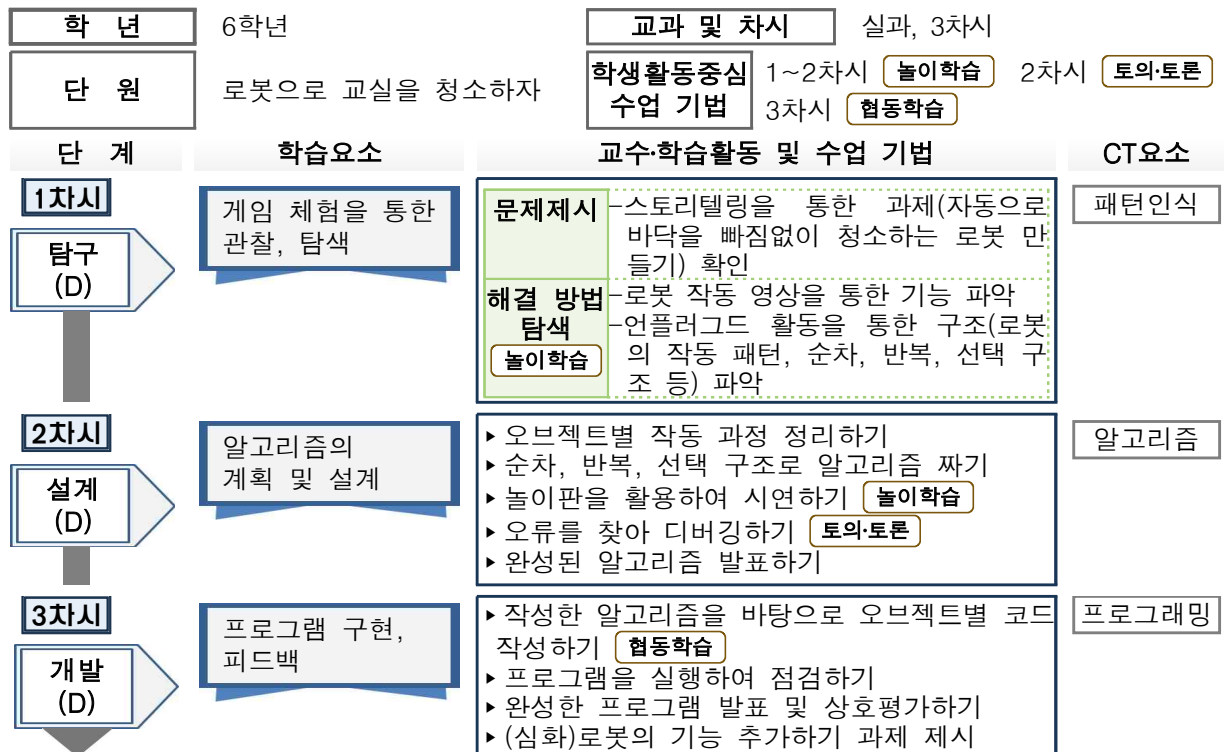 학 년 6학년 교과 및 차시 실과, 3차시
단 원 로봇으로 교실을 청소하자 학생활동중심 수업 기법 1~2차시 놀이학습 2차시 토의·토론
3차시 협동학습
단 계 학습요소 교수·학습활동 및 수업 기법 CT요소
1차시
탐구
(D)
게임 체험을 통한
관찰, 탐색
문제제시
-스토리텔링을 통한 과제(자동으로
바닥을 빠짐없이 청소하는 로봇 만
들기) 확인
해결 방법
탐색
놀이학습
-로봇 작동 영상을 통한 기능 파악
-언플러그드 활동을 통한 구조(로봇
의 작동 패턴, 순차, 반복, 선택 구
조 등) 파악
패턴인식
2차시
설계
(D)
알고리즘의
계획 및 설계
▸오브젝트별 작동 과정 정리하기
▸순차, 반복, 선택 구조로 알고리즘 짜기
▸놀이판을 활용하여 시연하기 놀이학습
▸오류를 찾아 디버깅하기 토의·토론
▸완성된 알고리즘 발표하기
알고리즘
3차시
개발
(D)
프로그램 구현,
피드백
▸작성한 알고리즘을 바탕으로 오브젝트별 코드
작성하기 협동학습
▸프로그램을 실행하여 점검하기
▸완성한 프로그램 발표 및 상호평가하기
▸(심화)로봇의 기능 추가하기 과제 제시
프로그래밍